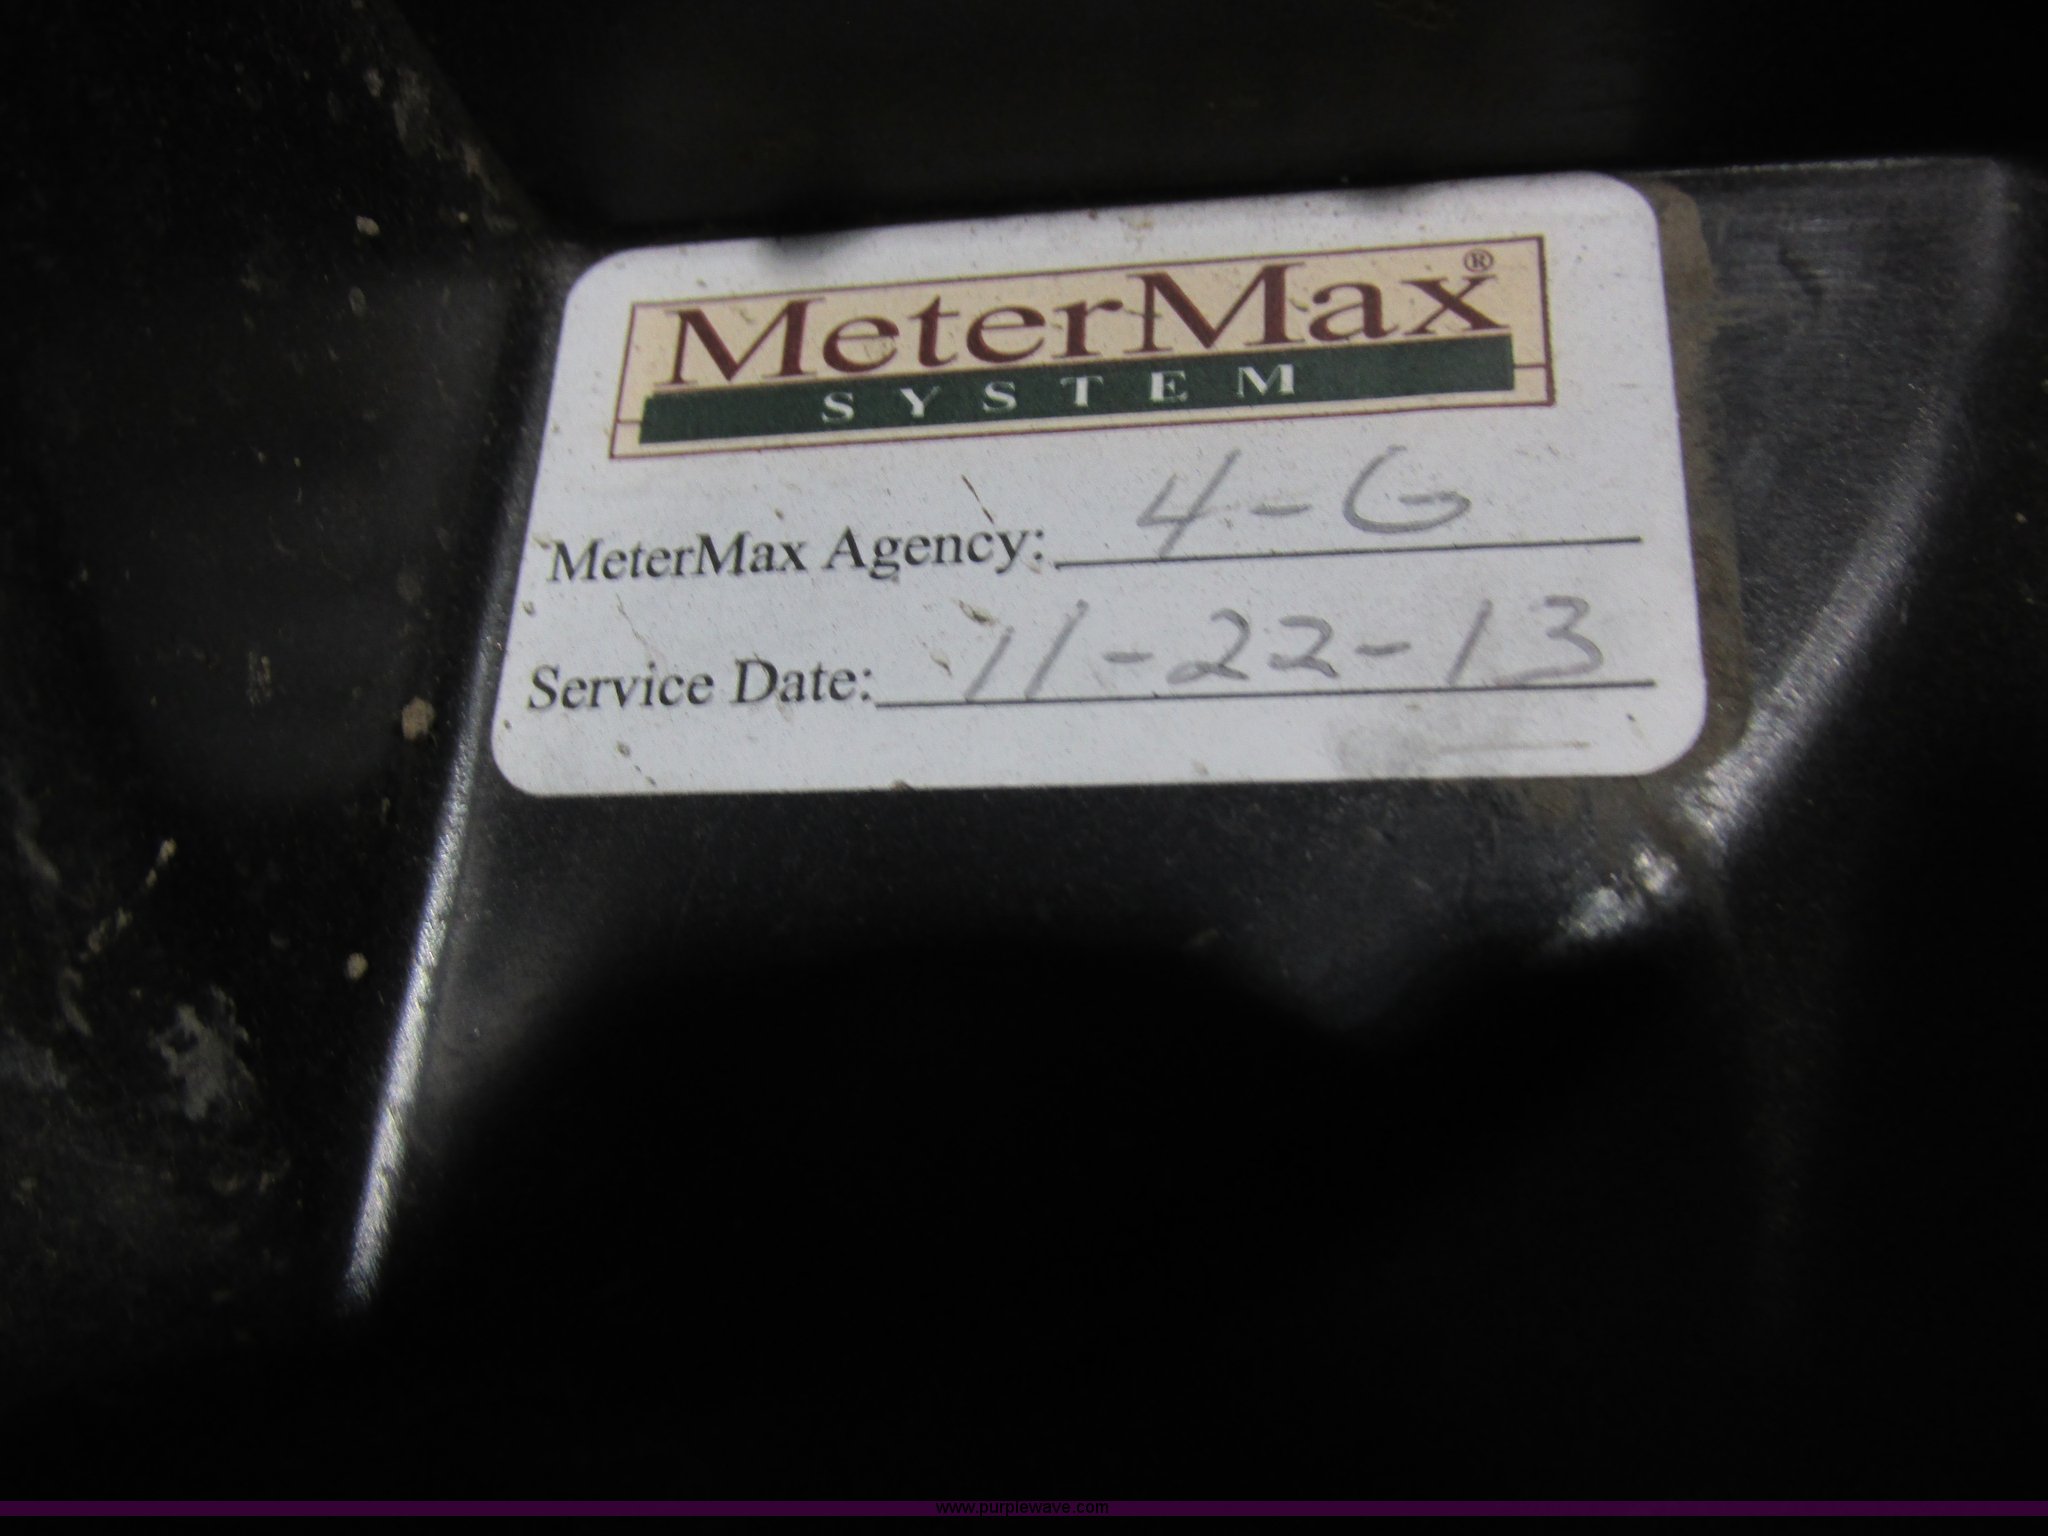 MeterMax®
SYSTEM
MeterMax Agency: 4-G
Service Date: 11-22-13
www.purplewave.com